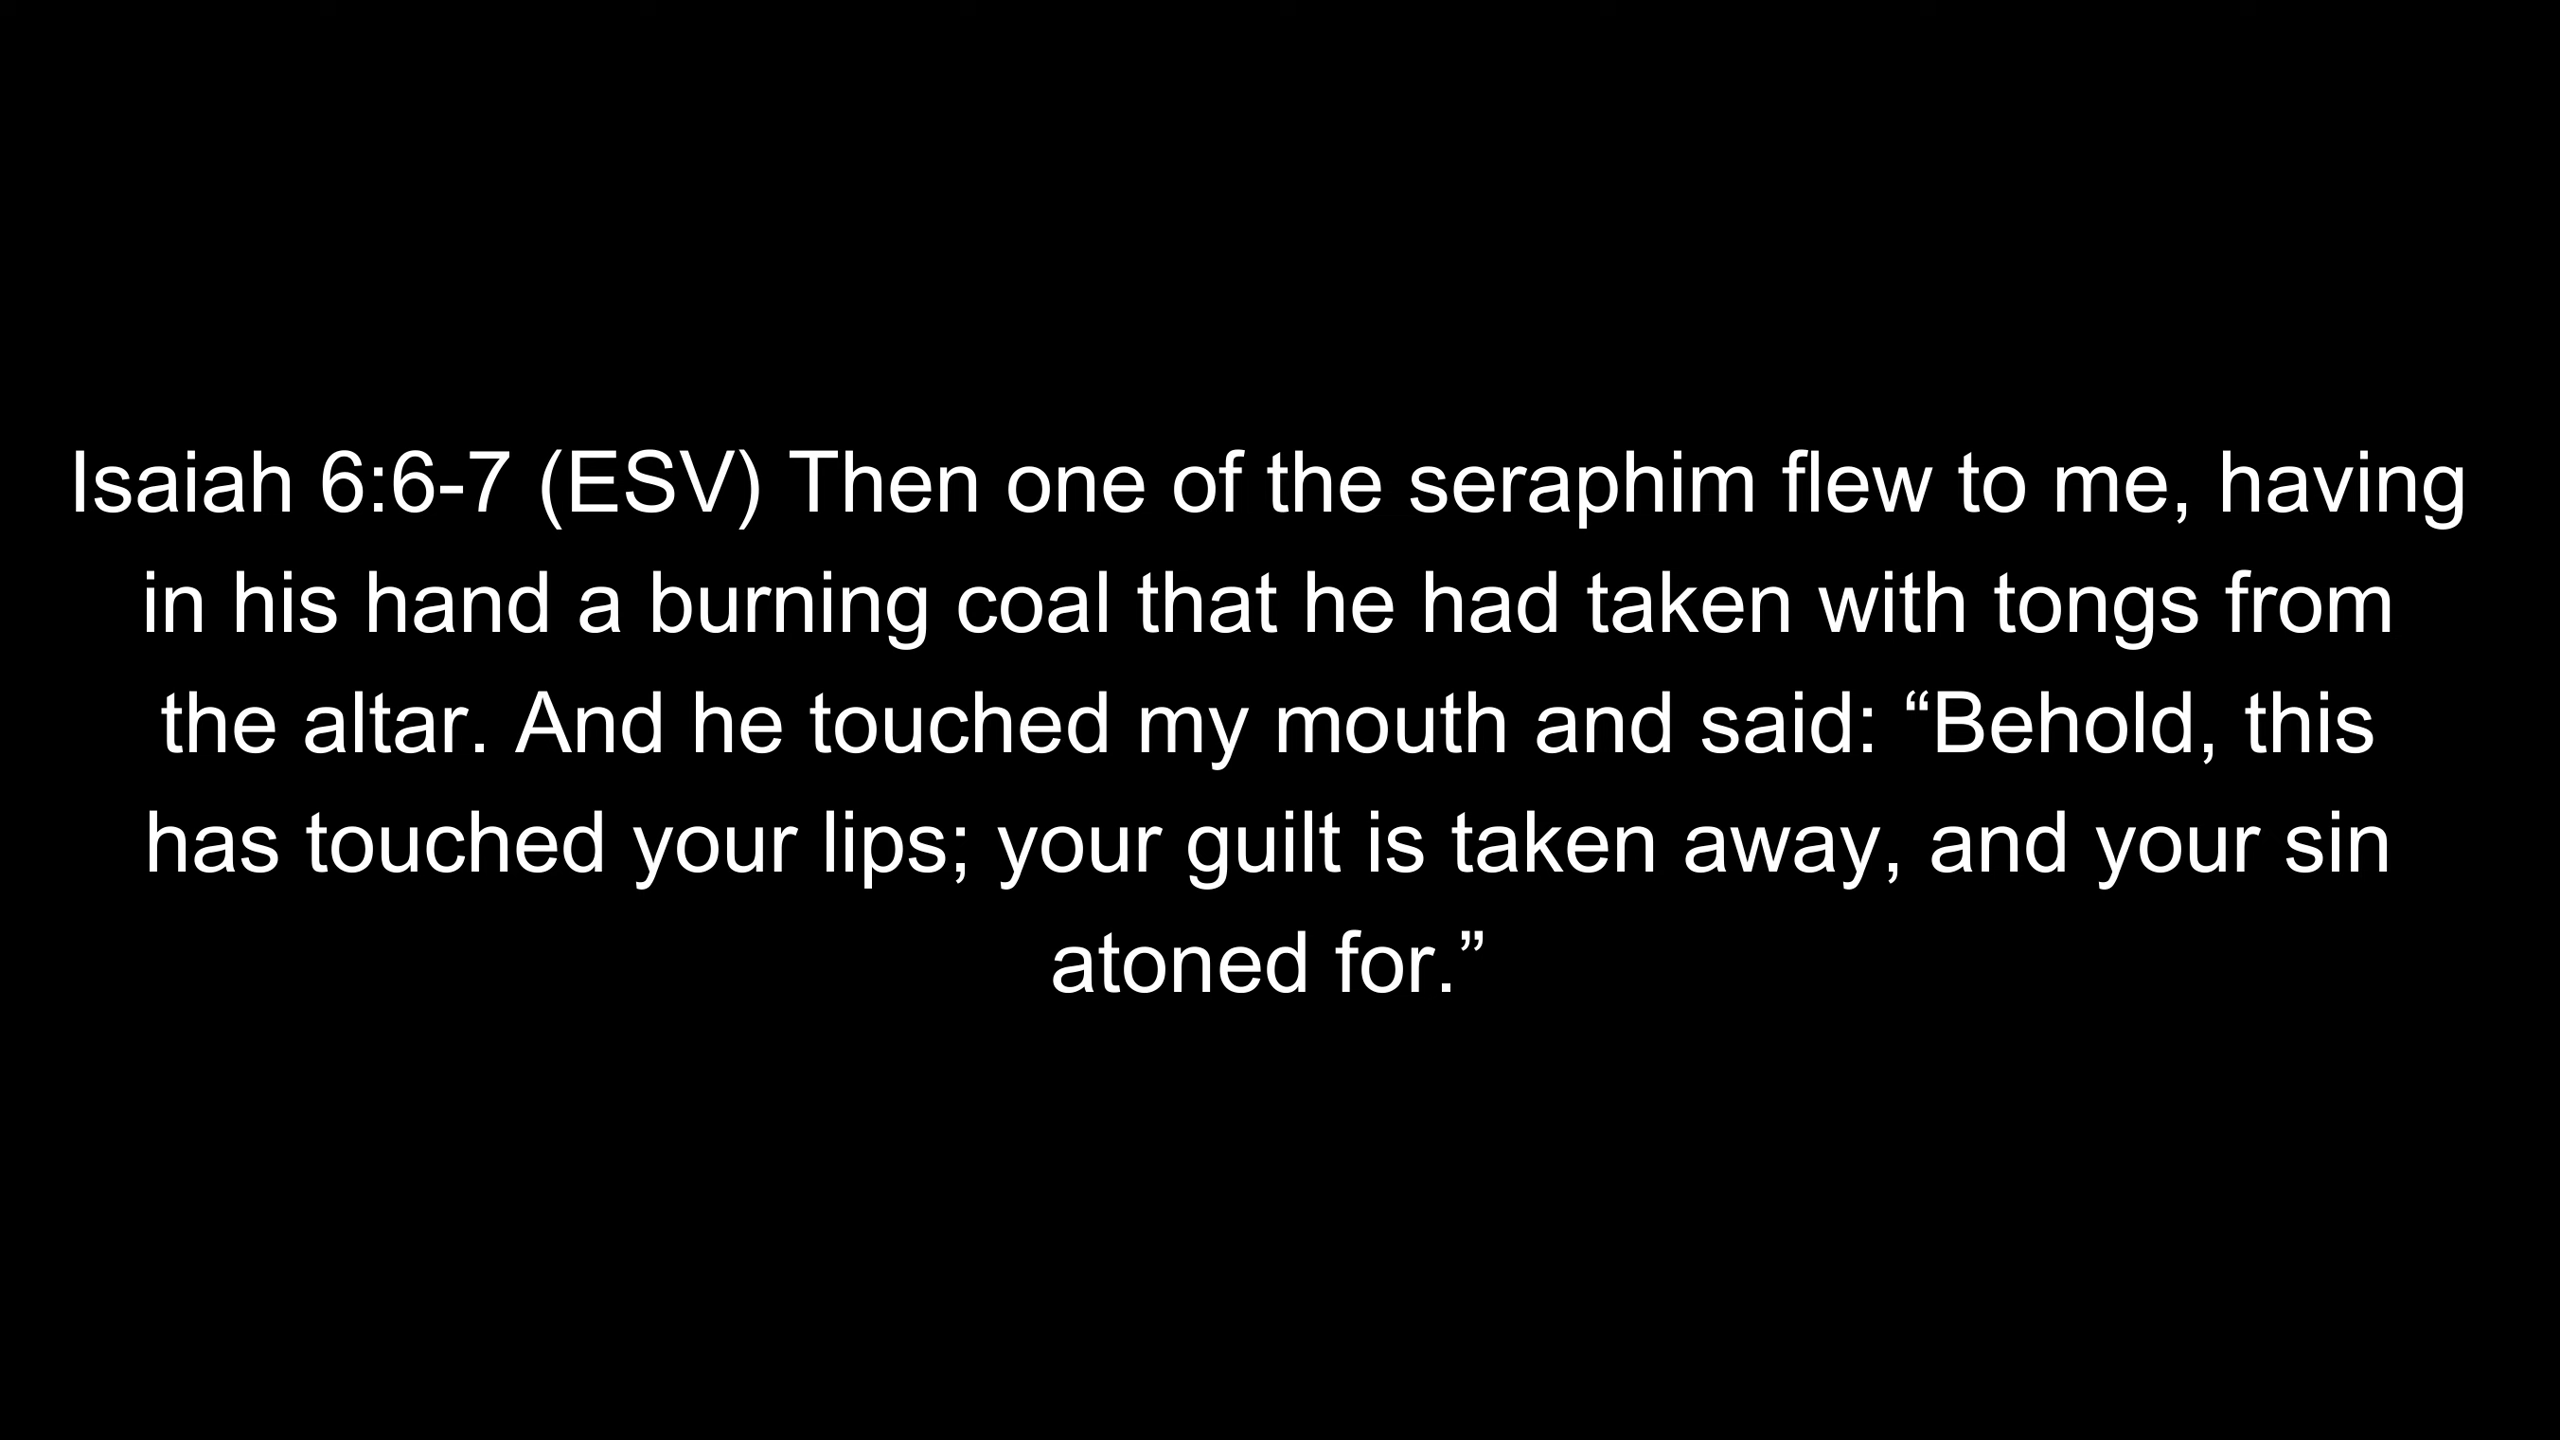 Isaiah 6:6-7 (ESV) Then one of the seraphim flew to me, having
in his hand a burning coal that he had taken with tongs from
the altar. And he touched my mouth and said: “Behold, this
has touched your lips; your guilt is taken away, and your sin
atoned for.”